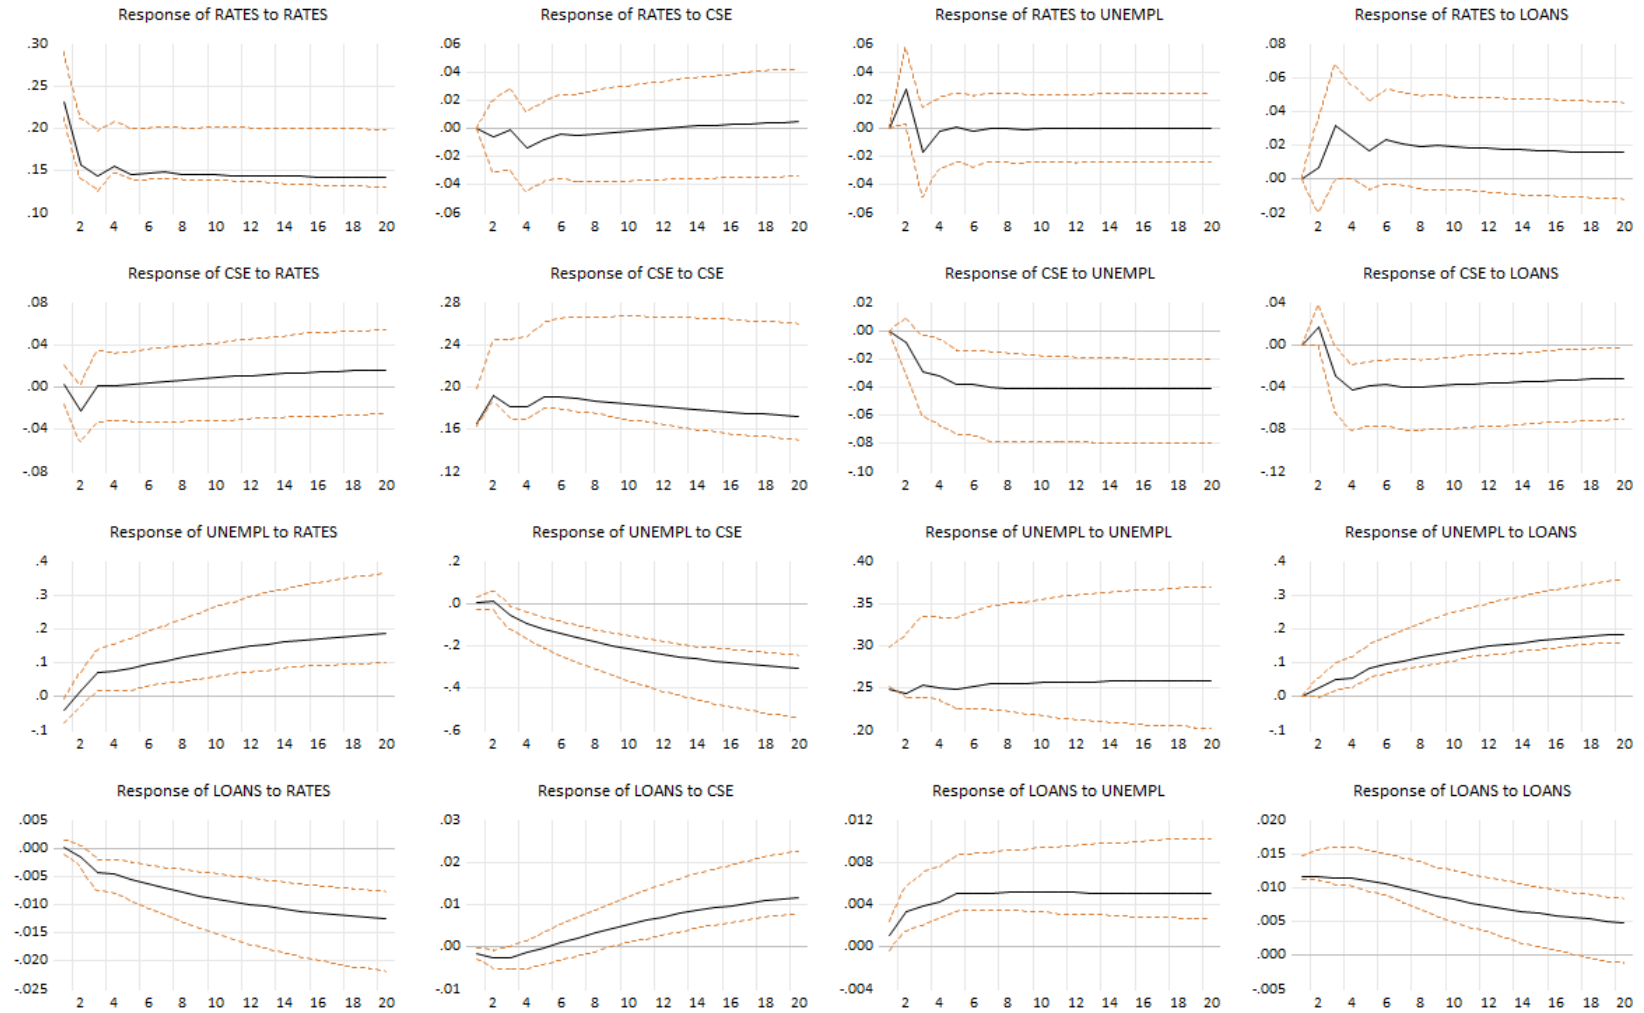 Response of RATES to RATES
.30
.25
.20
.15
.10
2 4 6 8 10 12 14 16 18 20
Response of RATES to CSE
.06
.04
.02
.00
-.02
-.04
-.06
2 4 6 8 10 12 14 16 18 20
Response of RATES to UNEMPL
.06
.04
.02
.00
-.02
-.04
-.06
2 4 6 8 10 12 14 16 18 20
Response of RATES to LOANS
.08
.06
.04
.02
.00
-.02
2 4 6 8 10 12 14 16 18 20
Response of CSE to RATES
.08
.04
.00
-.04
-.08
2 4 6 8 10 12 14 16 18 20
Response of CSE to CSE
.28
.24
.20
.16
.12
2 4 6 8 10 12 14 16 18 20
Response of CSE to UNEMPL
.02
.00
-.02
-.04
-.06
-.08
-.10
2 4 6 8 10 12 14 16 18 20
Response of CSE to LOANS
.04
.00
-.04
-.08
-.12
2 4 6 8 10 12 14 16 18 20
Response of UNEMPL to RATES
.4
.3
.2
.1
.0
-.1
2 4 6 8 10 12 14 16 18 20
Response of UNEMPL to CSE
.2
.0
-.2
-.4
-.6
2 4 6 8 10 12 14 16 18 20
Response of UNEMPL to UNEMPL
.40
.35
.30
.25
.20
2 4 6 8 10 12 14 16 18 20
Response of UNEMPL to LOANS
.4
.3
.2
.1
.0
-.1
2 4 6 8 10 12 14 16 18 20
Response of LOANS to RATES
.005
.000
-.005
-.010
-.015
-.020
-.025
2 4 6 8 10 12 14 16 18 20
Response of LOANS to CSE
.03
.02
.01
.00
-.01
2 4 6 8 10 12 14 16 18 20
Response of LOANS to UNEMPL
.012
.008
.004
.000
-.004
2 4 6 8 10 12 14 16 18 20
Response of LOANS to LOANS
.020
.015
.010
.005
.000
-.005
2 4 6 8 10 12 14 16 18 20